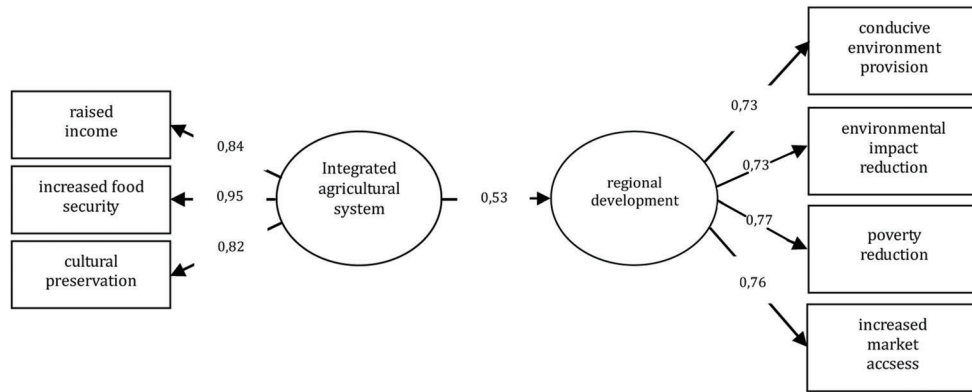 raised
income
increased food
security
cultural
preservation
0,84
0,95
0,82
Integrated
agricultural
system
0,53
regional
development
0,73
0,73
0,77
0,76
conducive
environment
provision
environmental
impact
reduction
poverty
reduction
increased
market
accsess